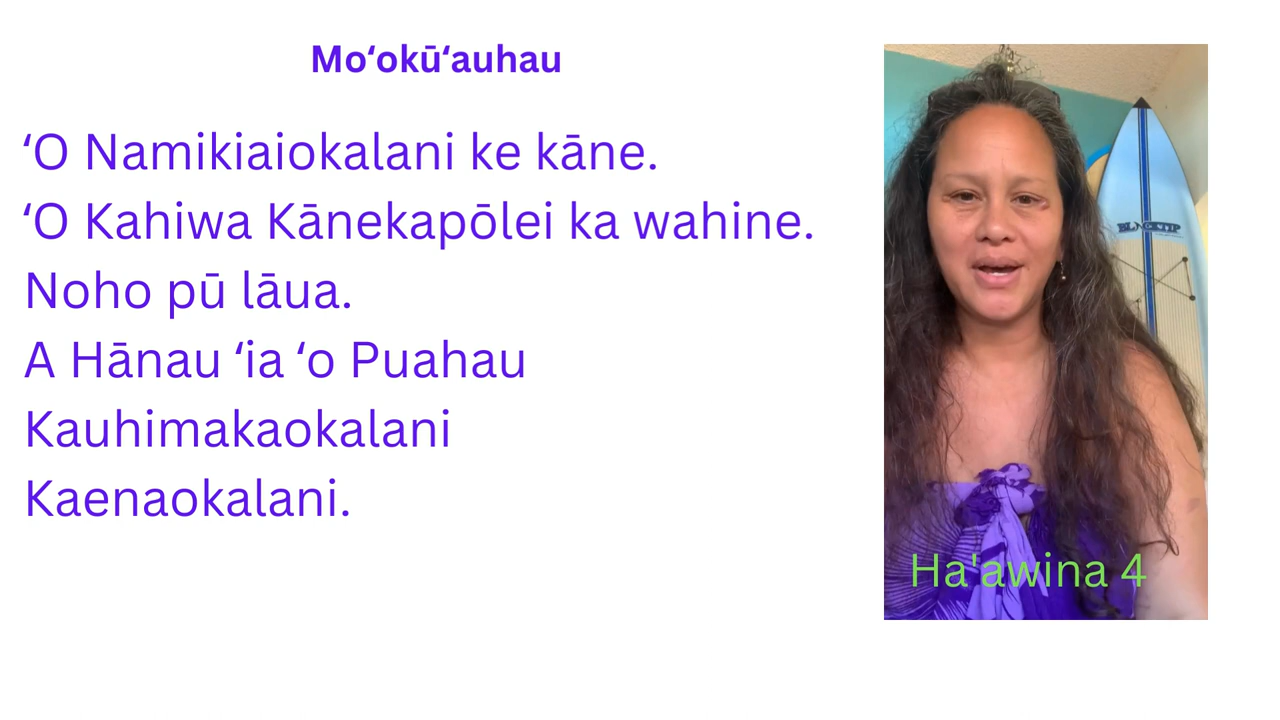 Moʻokūʻauhau
ʻO Namikiaiokalani ke kāne.
ʻO Kahiwa Kānekapōlei ka wahine.
Noho pū lāua.
A Hānau ʻia ʻo Puahau
Kauhimakaokalani
Kaenaokalani.
BLACKTIP
Ha'awina 4